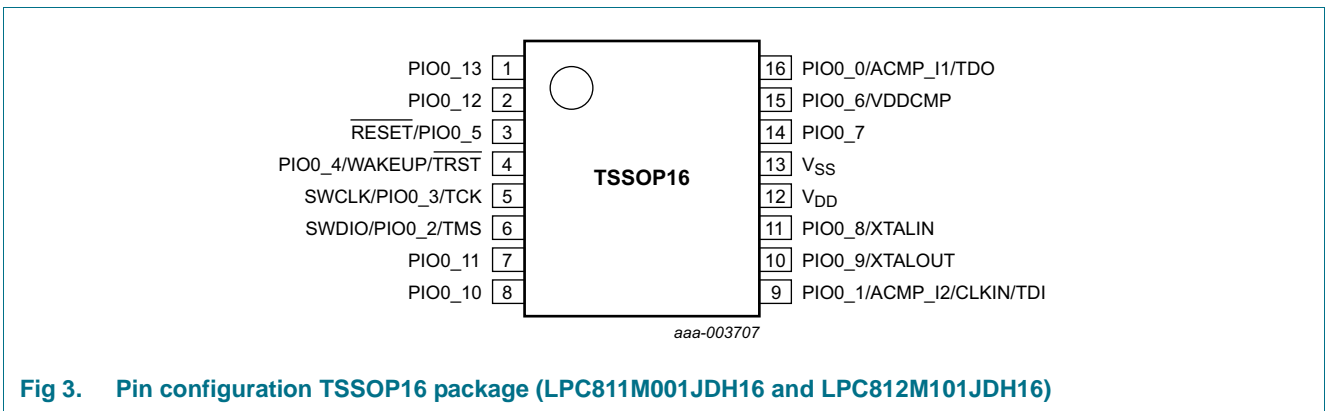 PIO0_13 1
PIO0_12 2
RESET/PIO0_5 3
PIO0_4/WAKEUP/TRST 4
SWCLK/PIO0_3/TCK 5
SWDIO/PIO0_2/TMS 6
PIO0_11 7
PIO0_10 8
TSSOP16
16 PIO0_0/ACMP_I1/TDO
15 PIO0_6/VDDCMP
14 PIO0_7
13 VSS
12 VDD
11 PIO0_8/XTALIN
10 PIO0_9/XTALOUT
9 PIO0_1/ACMP_I2/CLKIN/TDI
aaa-003707
Fig 3. Pin configuration TSSOP16 package (LPC811M001JDH16 and LPC812M101JDH16)